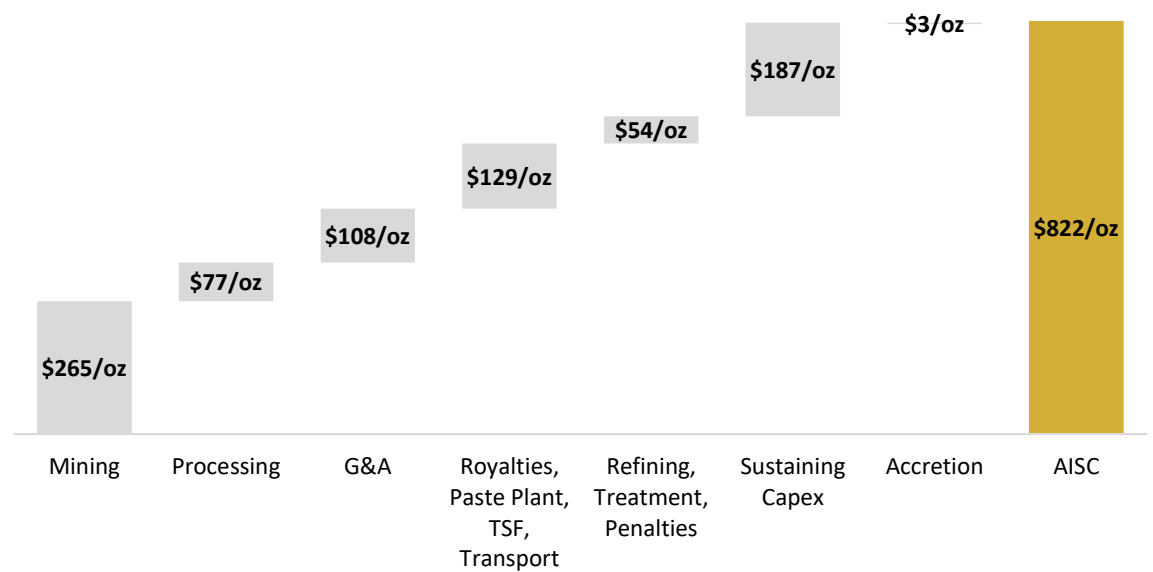 $3/oz
$187/oz
$54/oz
$129/oz
$822/oz
$108/oz
$77/oz
$265/oz
Mining
Processing
G&A
Royalties,
Paste Plant,
TSF,
Transport
Refining,
Treatment,
Penalties
Sustaining
Capex
Accretion
AISC